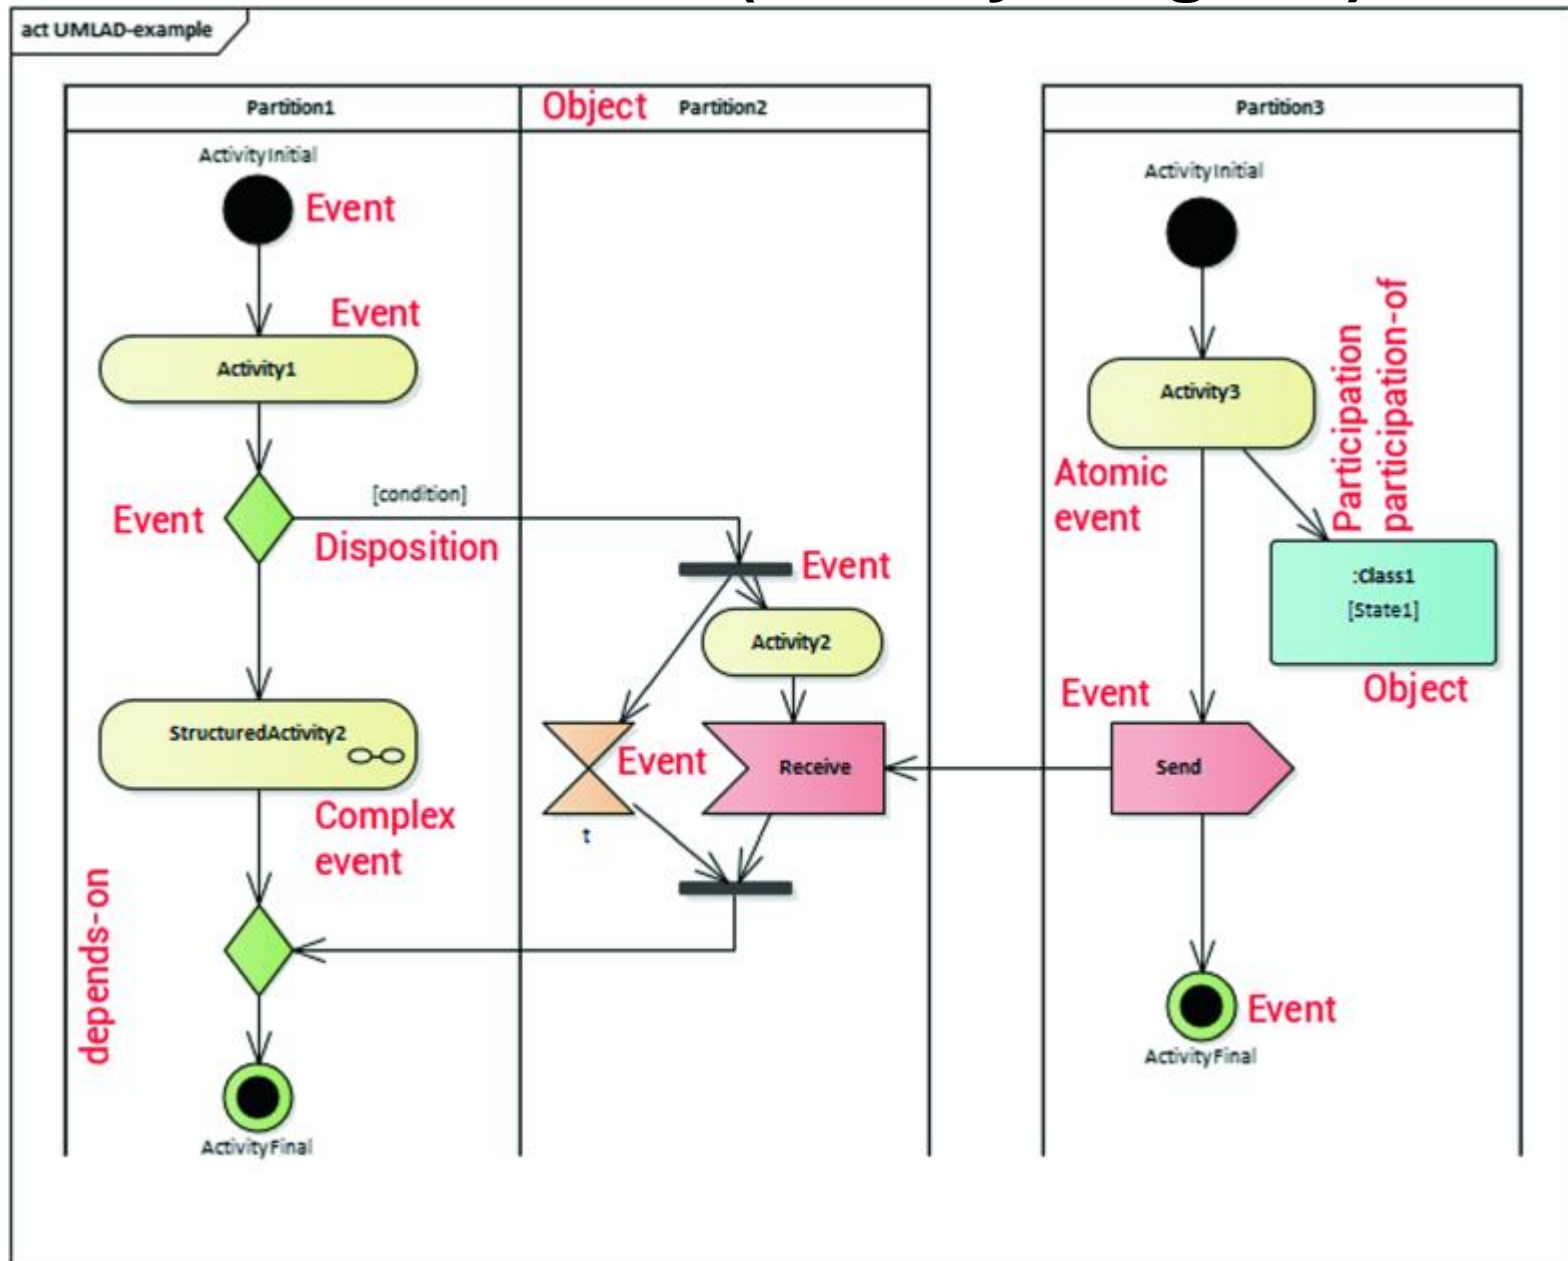 act UMLAD-example
Partition1
Object
Partition2
Partition3
ActivityInitial
Event
ActivityInitial
Event
Activity1
Activity3
Participation
participation-of
Atomic
event
[condition]
Event
Disposition
Event
:Class1
[State1]
Object
Activity2
Event
StructuredActivity2
Event
Receive
Send
t
Complex
event
depends-on
Event
ActivityFinal
ActivityFinal